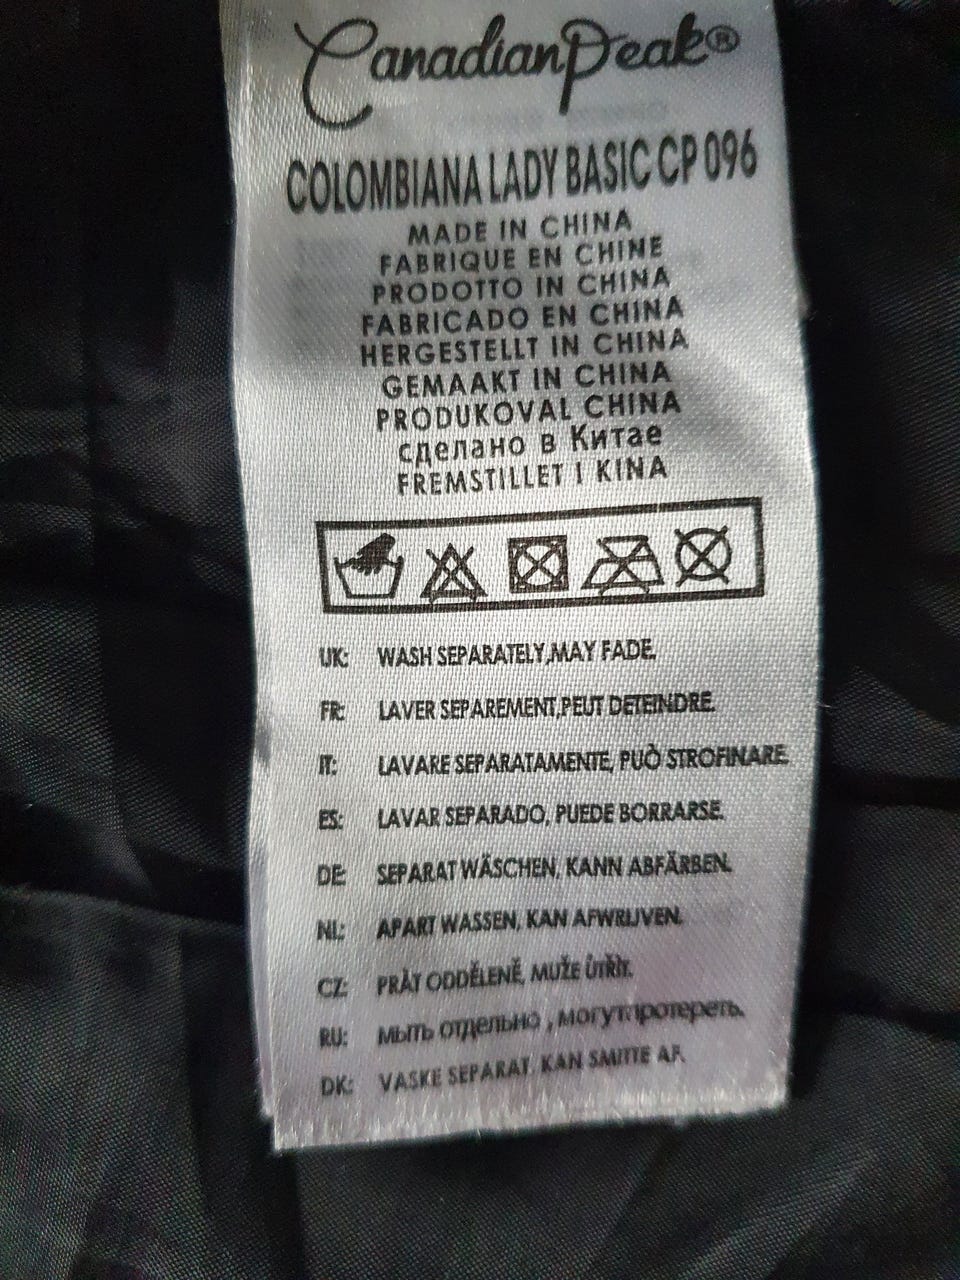 CanadianPeak®
COLOMBIANA LADY BASIC CP 096
MADE IN CHINA
FABRIQUE EN CHINE
PRODOTTO IN CHINA
FABRICADO EN CHINA
HERGESTELLT IN CHINA
GEMAAKT IN CHINA
PRODUKOVAL CHINA
сделано в Китае
FREMSTILLET I KINA
UK: WASH SEPARATELY,MAY FADE.
FR: LAVER SEPAREMENT,PEUT DETEINDRE.
IT: LAVARE SEPARATAMENTE, PUÒ STROFINARE.
ES: LAVAR SEPARADO, PUEDE BORRARSE.
DE: SEPARAT WÄSCHEN, KANN ABFÄRBEN.
NL: APART WASSEN, KAN AFWRIJVEN.
CZ: PRÀT ODDĚLENĚ, MUŽE ÙTŘÍT.
RU: мыть отдельно , могут протереть.
DK: VASKE SEPARAT, KAN SMITTE AF.